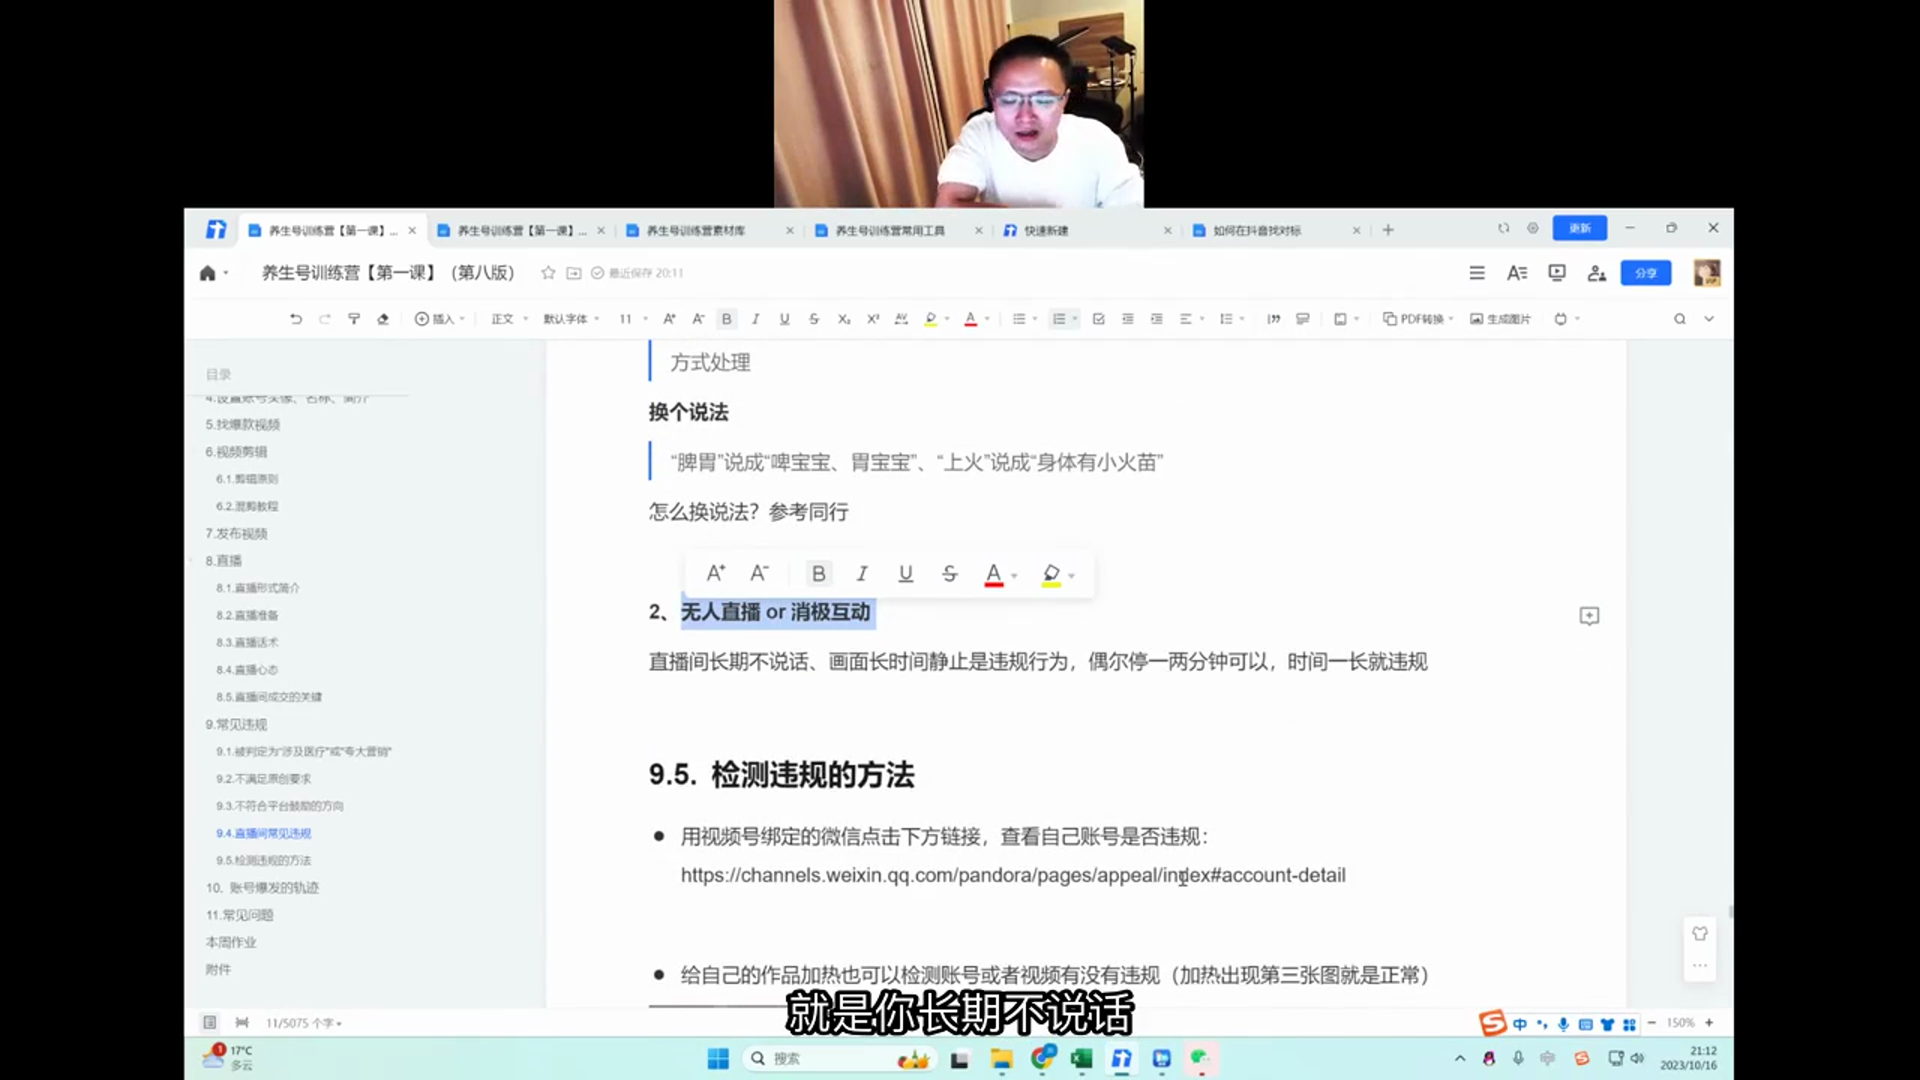 养生号训练营【第一课】...
养生号训练营【第一课】...
养生号训练营素材库
养生号训练营常用工具
快速新建
如何在抖音找对标
更新
养生号训练营【第一课】（第八版）
最近保存 20:11
分享
插入
正文
默认字体
11
PDF转换
生成图片
目录
4.设置账号头像、名称、简介
5.找爆款视频
6.视频剪辑
6.1.剪辑原则
6.2.混剪教程
7.发布视频
8.直播
8.1.直播形式简介
8.2.直播准备
8.3.直播话术
8.4.直播心态
8.5.直播间成交的关键
9.常见违规
9.1.被判定为“涉及医疗”或“夸大营销”
9.2.不满足原创要求
9.3.不符合平台鼓励的方向
9.4.直播间常见违规
9.5.检测违规的方法
10. 账号爆发的轨迹
11.常见问题
本周作业
附件
方式处理
换个说法
“脾胃”说成“啤宝宝、胃宝宝”、“上火”说成“身体有小火苗”
怎么换说法？参考同行
2、无人直播 or 消极互动
直播间长期不说话、画面长时间静止是违规行为，偶尔停一两分钟可以，时间一长就违规
9.5. 检测违规的方法
用视频号绑定的微信点击下方链接，查看自己账号是否违规：
https://channels.weixin.qq.com/pandora/pages/appeal/index#account-detail
给自己的作品加热也可以检测账号或者视频有没有违规（加热出现第三张图就是正常）
就是你长期不说话
11/5075 个字
中
150%
17°C
多云
搜索
中
21:12
2023/10/16